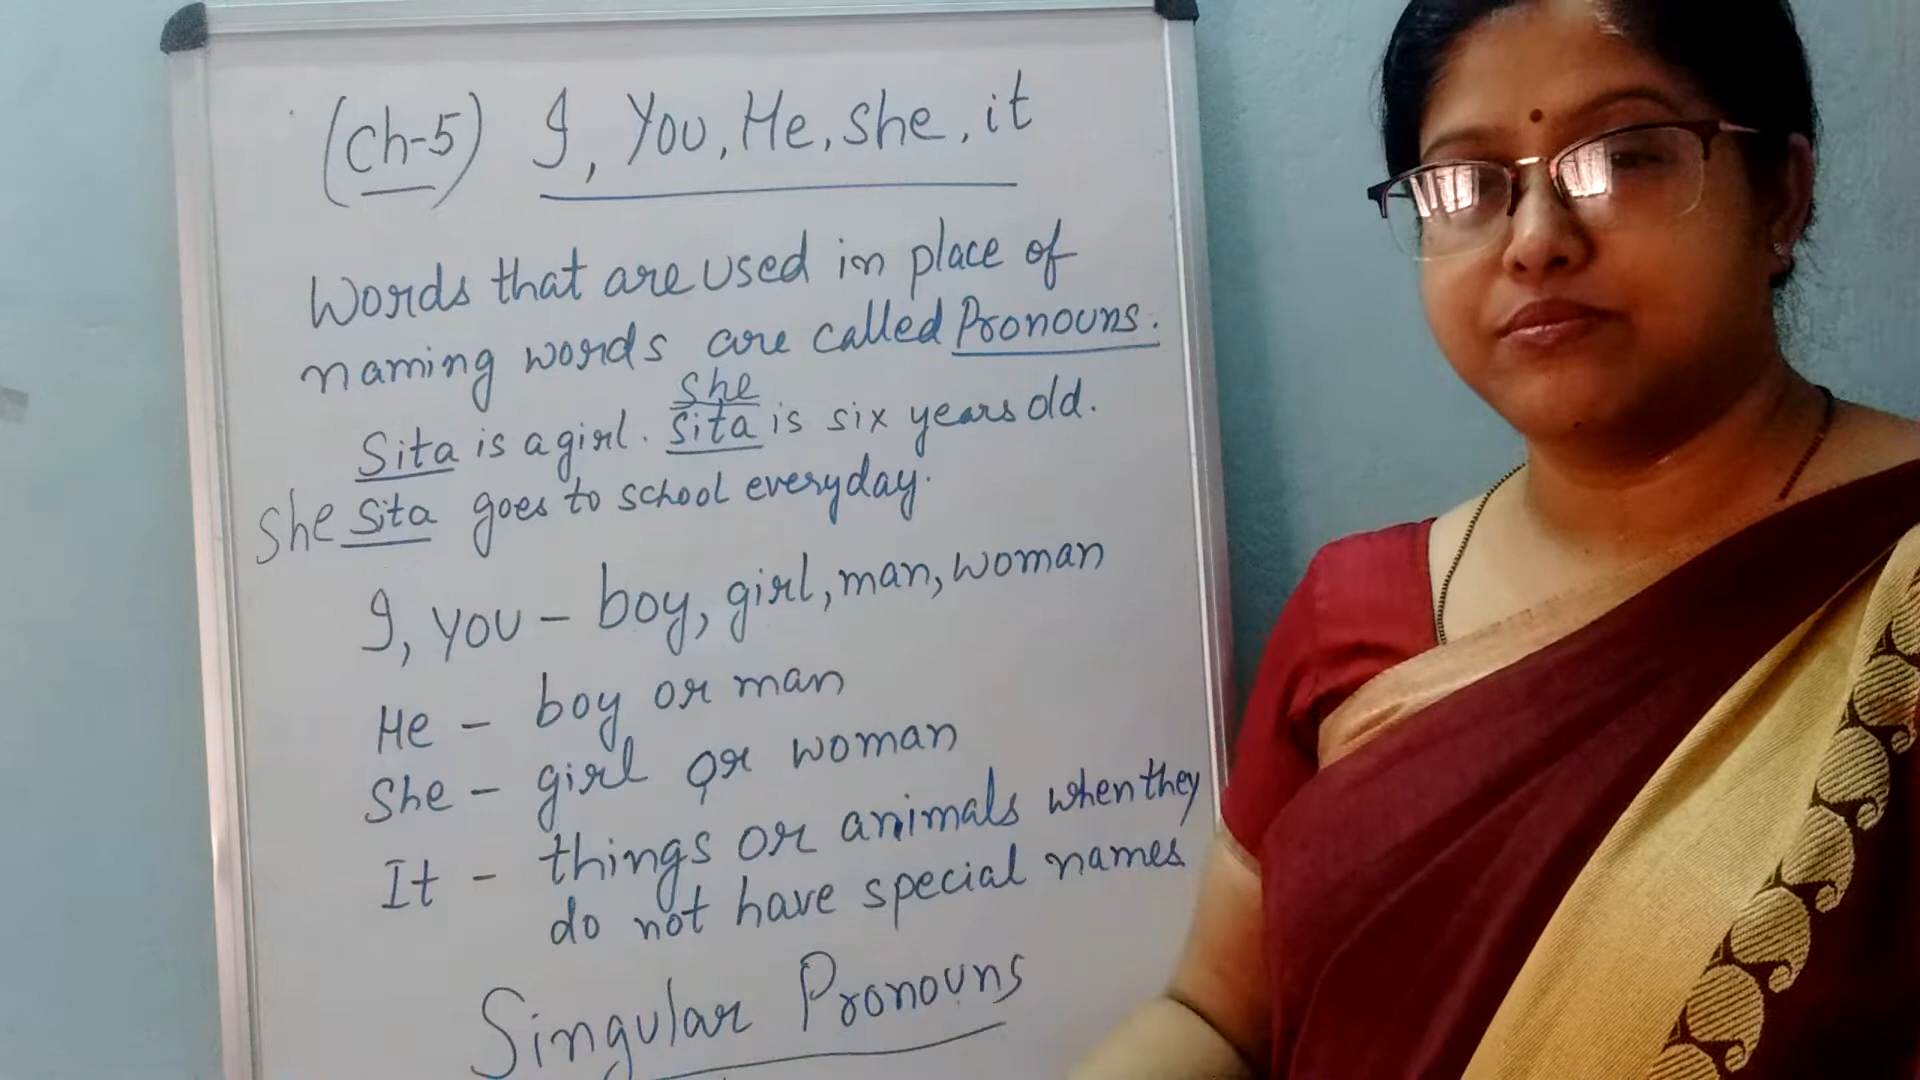 (Ch-5) I, You, He, she, it
Words that are used in place of
naming words are called Pronouns.
she
Sita is a girl. Sita is six years old.
She Sita goes to school everyday.
I, you - boy, girl, man, woman
He - boy or man
She - girl or woman
It - things or animals when they
do not have special names
Singular Pronouns